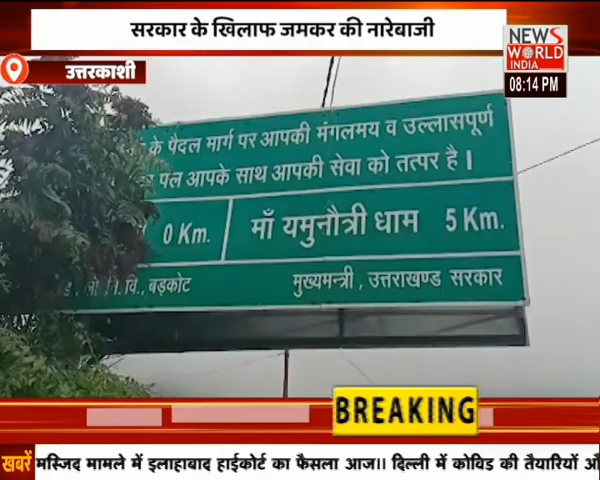 सरकार के खिलाफ जमकर की नारेबाजी
उत्तरकाशी
NEWS
WORLD
INDIA
08:14 PM
के पैदल मार्ग पर आपकी मंगलमय व उल्लासपूर्ण
पल आपके साथ आपकी सेवा को तत्पर है।
0 Km. माँ यमुनोत्री धाम 5 Km.
बड़कोट मुख्यमन्त्री, उत्तराखण्ड सरकार
BREAKING
खबरें मस्जिद मामले में इलाहाबाद हाईकोर्ट का फैसला आज।। दिल्ली में कोविड की तैयारियों